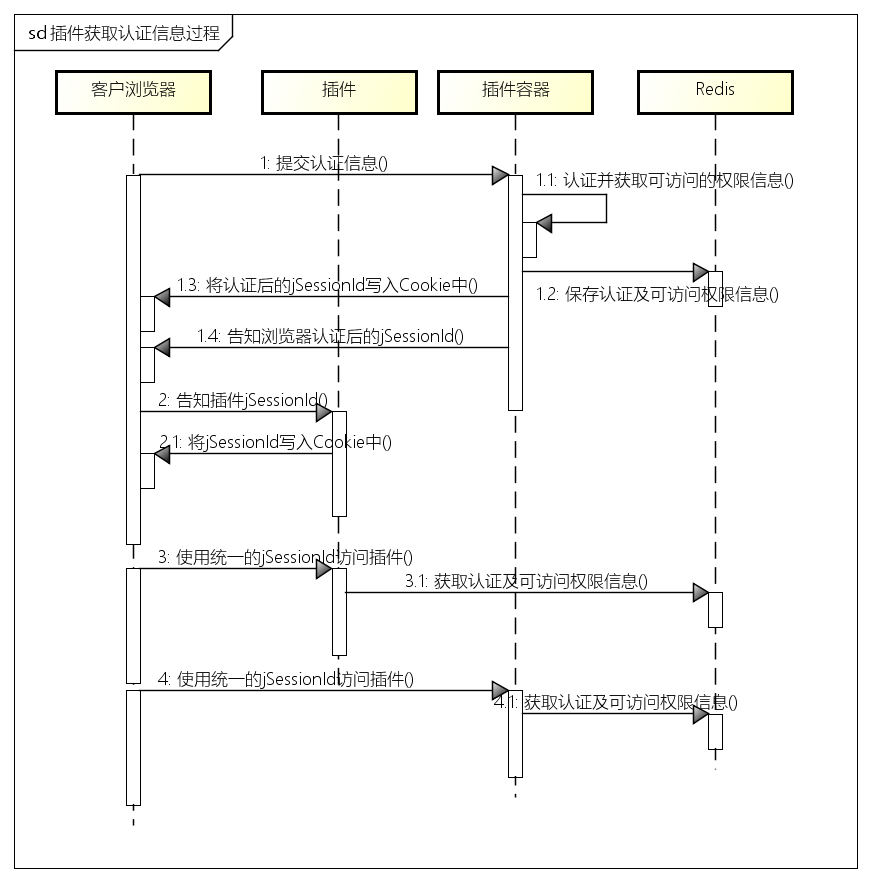 sd 插件获取认证信息过程
客户浏览器
插件
插件容器
Redis
1: 提交认证信息()
1.1: 认证并获取可访问的权限信息()
1.3: 将认证后的jSessionId写入Cookie中()
1.2: 保存认证及可访问权限信息()
1.4: 告知浏览器认证后的jSessionId()
2: 告知插件jSessionId()
2.1: 将jSessionId写入Cookie中()
3: 使用统一的jSessionId访问插件()
3.1: 获取认证及可访问权限信息()
4: 使用统一的jSessionId访问插件()
4.1: 获取认证及可访问权限信息()